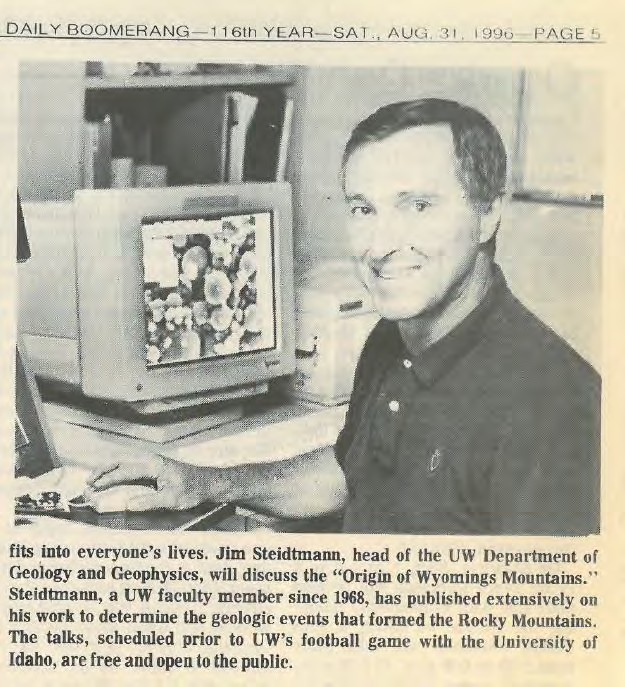 DAILY BOOMERANG—116th YEAR—SAT., AUG. 31, 1996—PAGE 5
fits into everyone's lives. Jim Steidtmann, head of the UW Department of
Geology and Geophysics, will discuss the "Origin of Wyomings Mountains."
Steidtmann, a UW faculty member since 1968, has published extensively on
his work to determine the geologic events that formed the Rocky Mountains.
The talks, scheduled prior to UW's football game with the University of
Idaho, are free and open to the public.